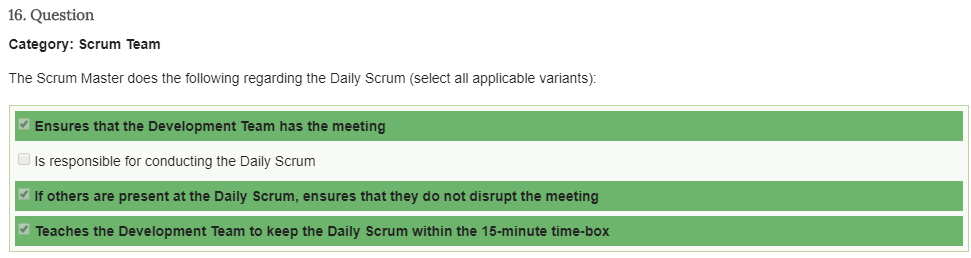 16. Question
Category: Scrum Team
The Scrum Master does the following regarding the Daily Scrum (select all applicable variants):
Ensures that the Development Team has the meeting
Is responsible for conducting the Daily Scrum
If others are present at the Daily Scrum, ensures that they do not disrupt the meeting
Teaches the Development Team to keep the Daily Scrum within the 15-minute time-box